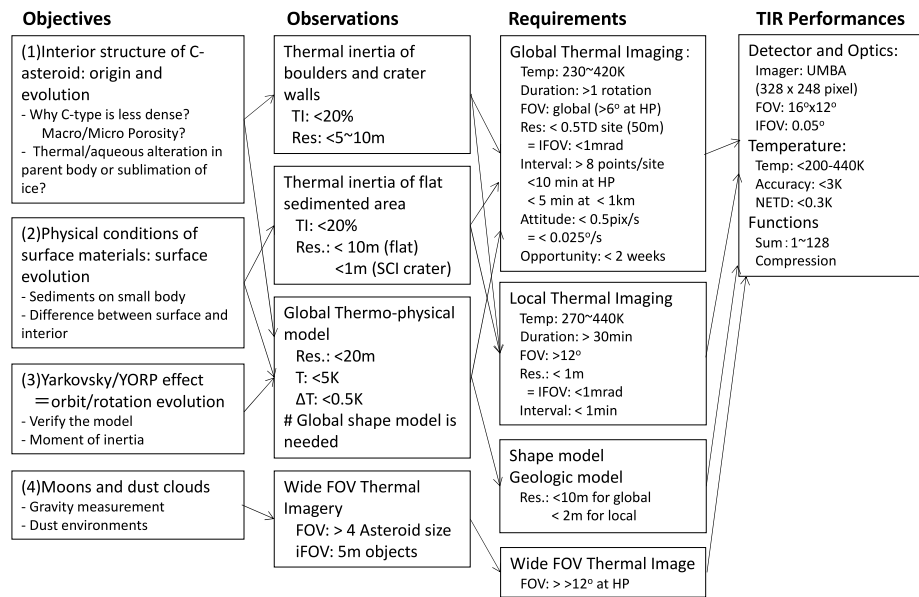 Objectives
(1)Interior structure of C-
asteroid: origin and
evolution
- Why C-type is less dense?
Macro/Micro Porosity?
- Thermal/aqueous alteration in
parent body or sublimation of
ice?
(2)Physical conditions of
surface materials: surface
evolution
- Sediments on small body
- Difference between surface and
interior
(3)Yarkovsky/YORP effect
＝orbit/rotation evolution
- Verify the model
- Moment of inertia
(4)Moons and dust clouds
- Gravity measurement
- Dust environments
Observations
Thermal inertia of
boulders and crater
walls
TI: <20%
Res: <5~10m
Thermal inertia of flat
sedimented area
TI: <20%
Res.: < 10m (flat)
<1m (SCI crater)
Global Thermo-physical
model
Res.: <20m
T: <5K
ΔT: <0.5K
# Global shape model is
needed
Wide FOV Thermal
Imagery
FOV: > 4 Asteroid size
iFOV: 5m objects
Requirements
Global Thermal Imaging：
Temp: 230~420K
Duration: >1 rotation
FOV: global (>6º at HP)
Res: < 0.5TD site (50m)
= IFOV: <1mrad
Interval: > 8 points/site
<10 min at HP
< 5 min at < 1km
Attitude: < 0.5pix/s
= < 0.025º/s
Opportunity: < 2 weeks
Local Thermal Imaging
Temp: 270~440K
Duration: > 30min
FOV: >12º
Res.: < 1m
= IFOV: <1mrad
Interval: < 1min
Shape model
Geologic model
Res.: <10m for global
< 2m for local
Wide FOV Thermal Image
FOV: > >12º at HP
TIR Performances
Detector and Optics:
Imager: UMBA
(328 x 248 pixel)
FOV: 16ºx12º
IFOV: 0.05º
Temperature:
Temp: <200-440K
Accuracy: <3K
NETD: <0.3K
Functions
Sum：1~128
Compression